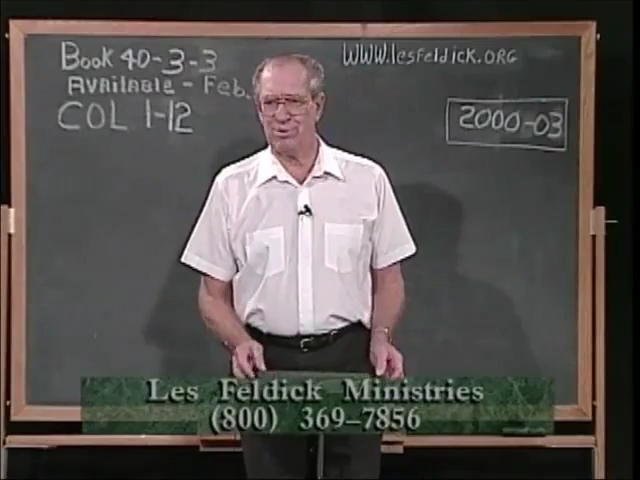 Book 40-3-3
Available - Feb.
COL 1-12
WWW.lesfeldick.ORG
2000-03
Les Feldick Ministries
(800) 369-7856